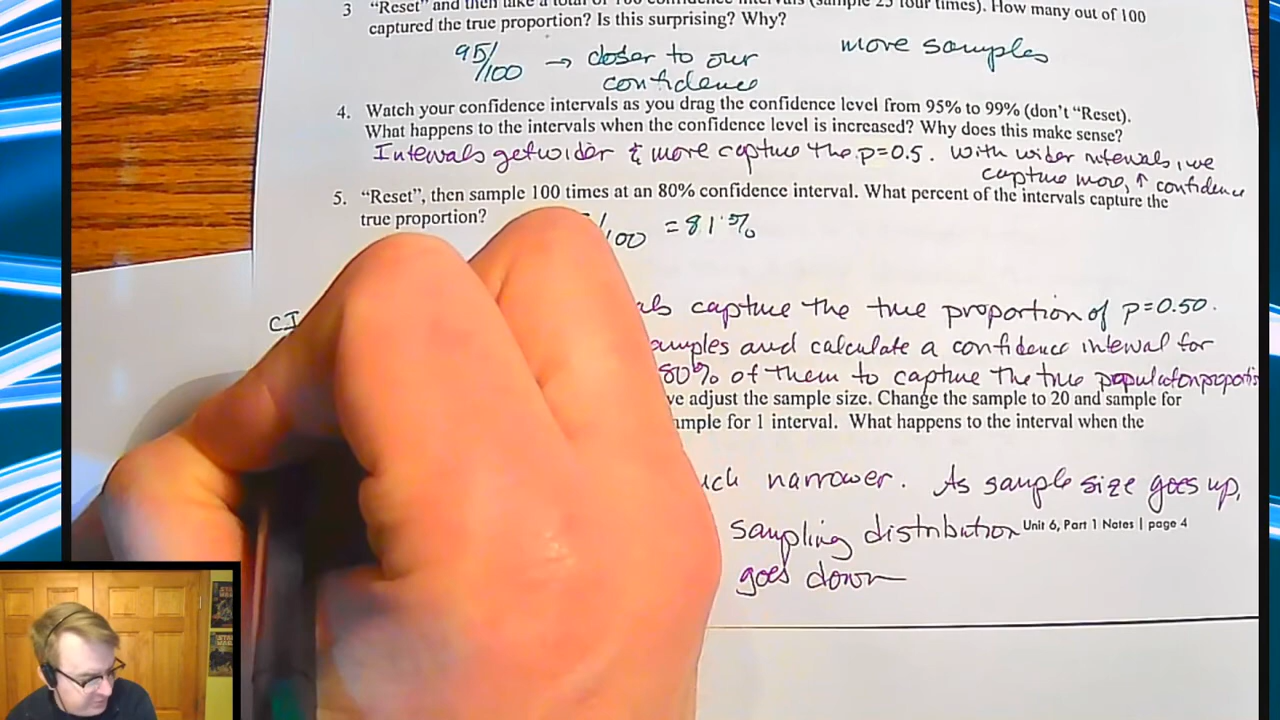 3 "Reset" and then take a total of 100 confidence intervals (sample 25 four times). How many out of 100
captured the true proportion? Is this surprising? Why?
95/100 → closer to our more samples
confidence
4. Watch your confidence intervals as you drag the confidence level from 95% to 99% (don't "Reset).
What happens to the intervals when the confidence level is increased? Why does this make sense?
Intervals get wider & more capture the p=0.5. With wider intervals, we
capture more, ↑ confidence
5. "Reset", then sample 100 times at an 80% confidence interval. What percent of the intervals capture the
true proportion?
/100 = 81%
CI
capture the true proportion of p=0.50.
and calculate a confidence interval for
80% of them to capture the true population
adjust the sample size. Change the sample to 20 and sample for
for 1 interval. What happens to the interval when the
narrower. As sample size goes up,
sampling distribution Unit 6, Part 1 Notes | page 4
goes down
STAR
WARS